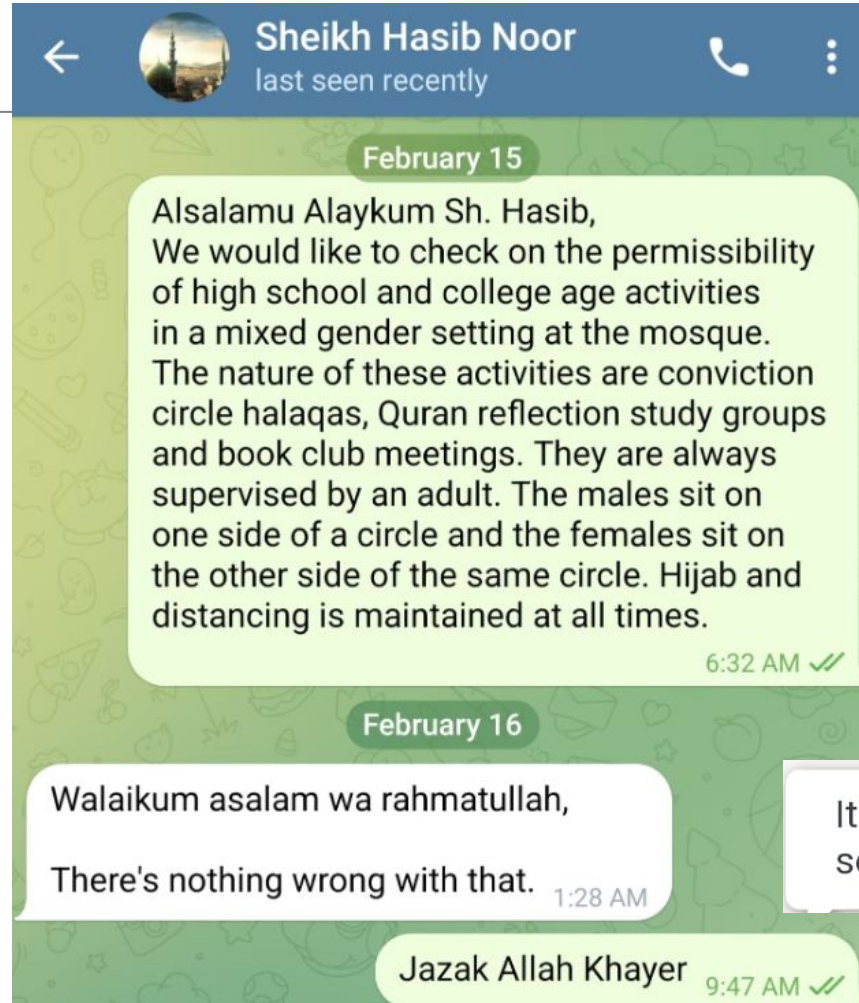 Sheikh Hasib Noor
last seen recently
February 15
Alsalamu Alaykum Sh. Hasib,
We would like to check on the permissibility
of high school and college age activities
in a mixed gender setting at the mosque.
The nature of these activities are conviction
circle halaqas, Quran reflection study groups
and book club meetings. They are always
supervised by an adult. The males sit on
one side of a circle and the females sit on
the other side of the same circle. Hijab and
distancing is maintained at all times.
6:32 AM
February 16
Walaikum asalam wa rahmatullah,
There's nothing wrong with that. 1:28 AM
It
Jazak Allah Khayer 9:47 AM